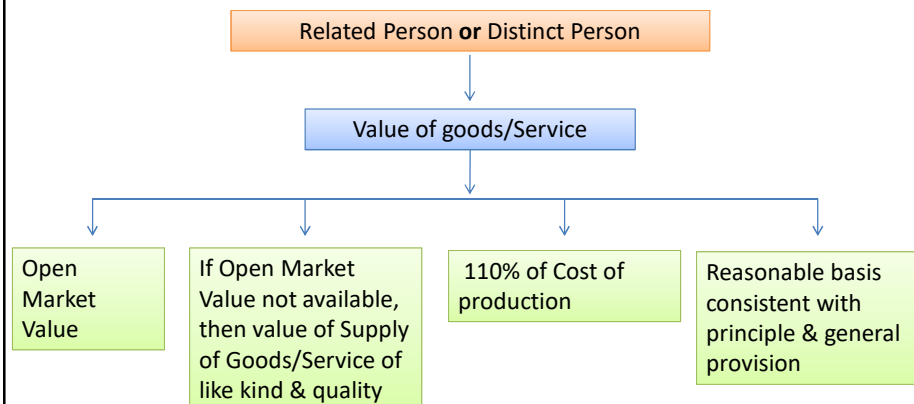 Related Person or Distinct Person
Value of goods/Service
Open
Market
Value
If Open Market
Value not available,
then value of Supply
of Goods/Service of
like kind & quality
110% of Cost of
production
Reasonable basis
consistent with
principle & general
provision